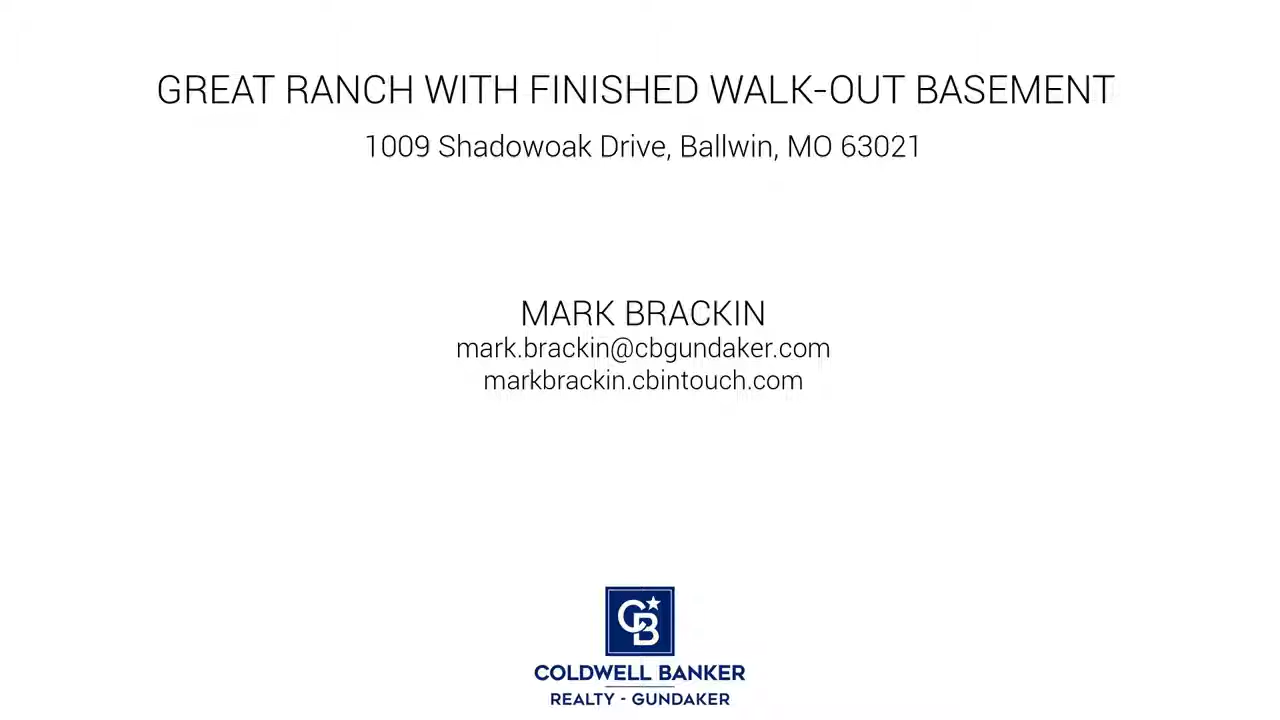 GREAT RANCH WITH FINISHED WALK-OUT BASEMENT
1009 Shadowoak Drive, Ballwin, MO 63021
MARK BRACKIN
mark.brackin@cbgundaker.com
markbrackin.cbintouch.com
CB
COLDWELL BANKER
REALTY - GUNDAKER